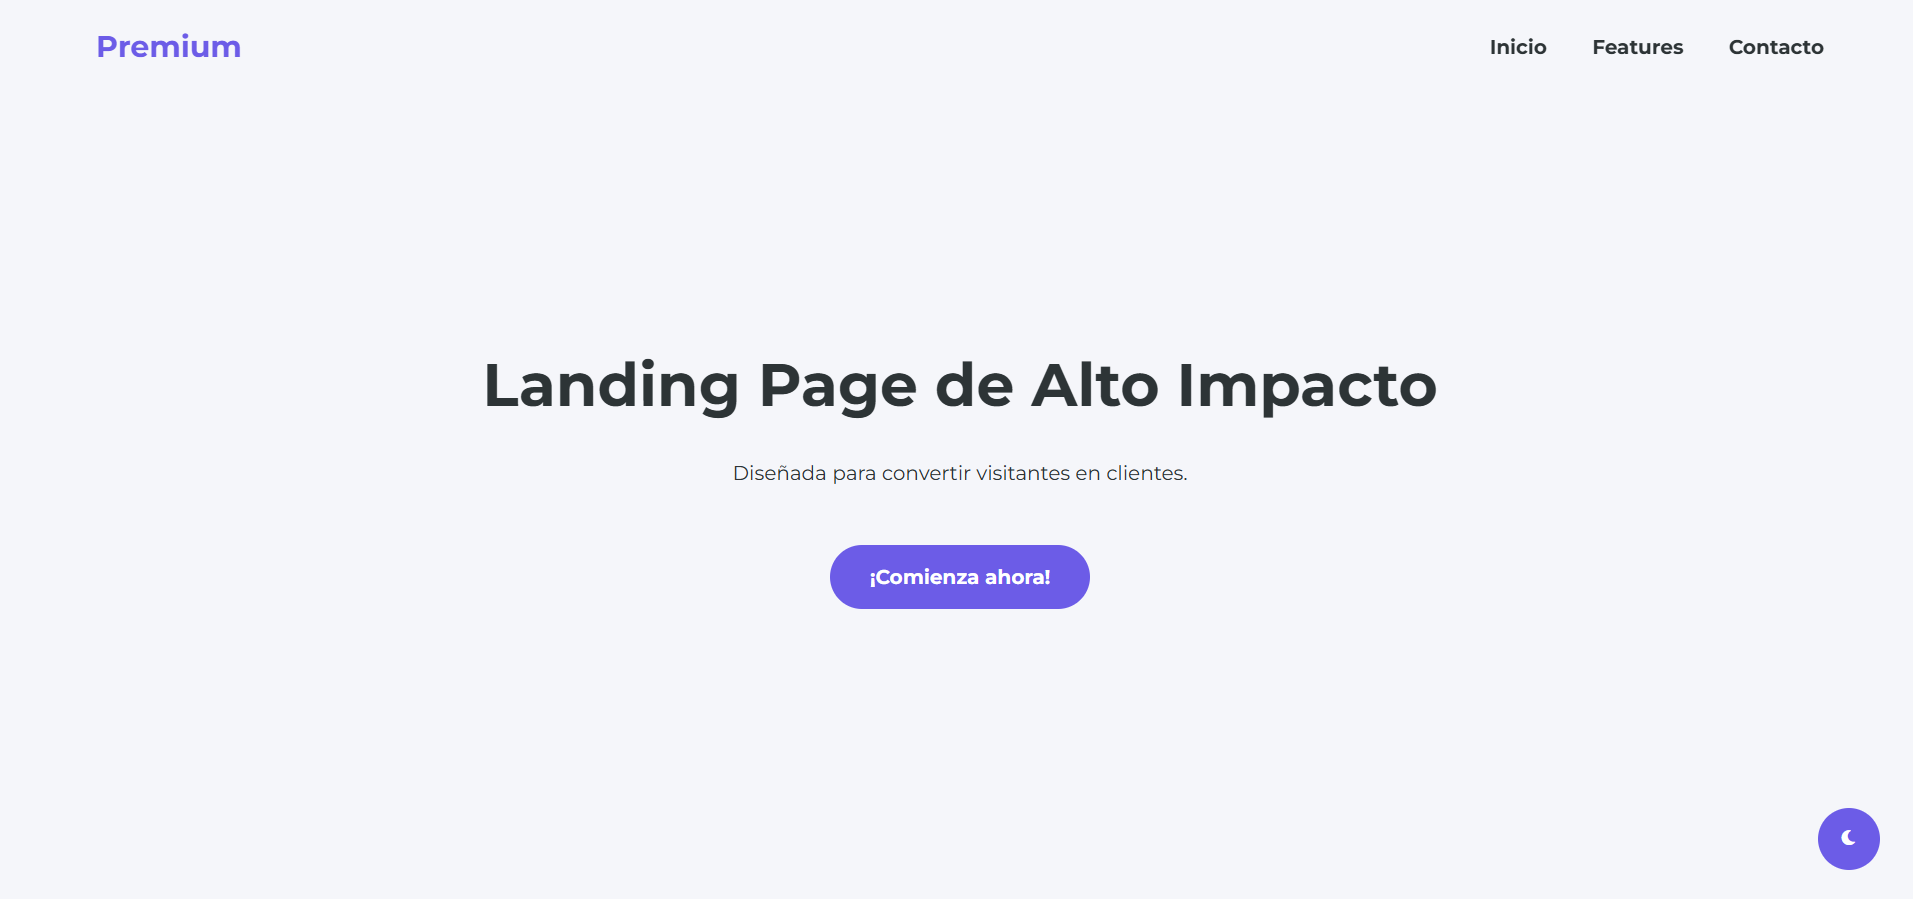 Premium
Inicio Features Contacto
Landing Page de Alto Impacto
Diseñada para convertir visitantes en clientes.
¡Comienza ahora!